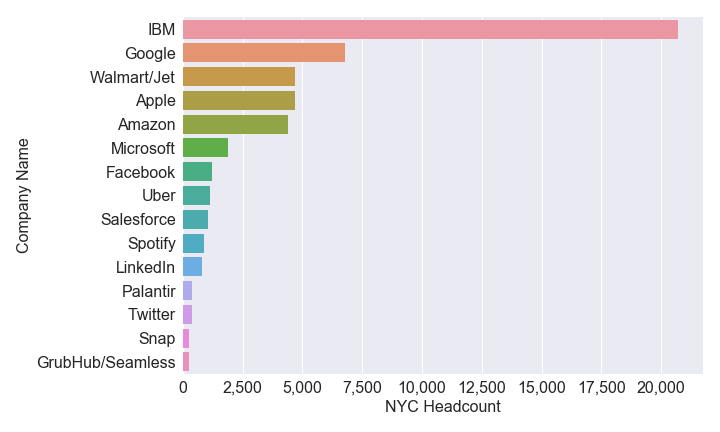 IBM
Google
Walmart/Jet
Apple
Amazon
Microsoft
Facebook
Uber
Salesforce
Spotify
LinkedIn
Palantir
Twitter
Snap
GrubHub/Seamless
Company Name
0 2,500 5,000 7,500 10,000 12,500 15,000 17,500 20,000
NYC Headcount